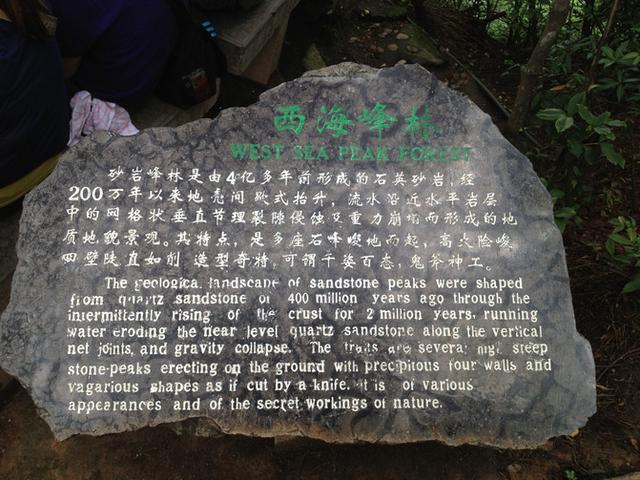 西海峰林
WEST SEA PEAK FOREST
砂岩峰林是由4亿多年前形成的石英砂岩,经
200万年以来地壳间歇式抬升,流水沿近水平岩层
中的网格状垂直节理裂隙侵蚀及重力崩塌而形成的地
质地貌景观。其特点,是多座石峰峻地而起,高大险峻,
四壁陡直如削,造型奇特,可谓千姿百态,鬼斧神工。
The geological landscape of sandstone peaks were shaped
from quartz sandstone of 400 million years ago through the
intermittently rising of the crust for 2 million years, running
water eroding the near level quartz sandstone along the vertical
net joints, and gravity collapse. The traits are several high steep
stone-peaks erecting on the ground with precipitous four walls and
vagarious shapes as if cut by a knife. it is of various
appearances and of the secret workings of nature.